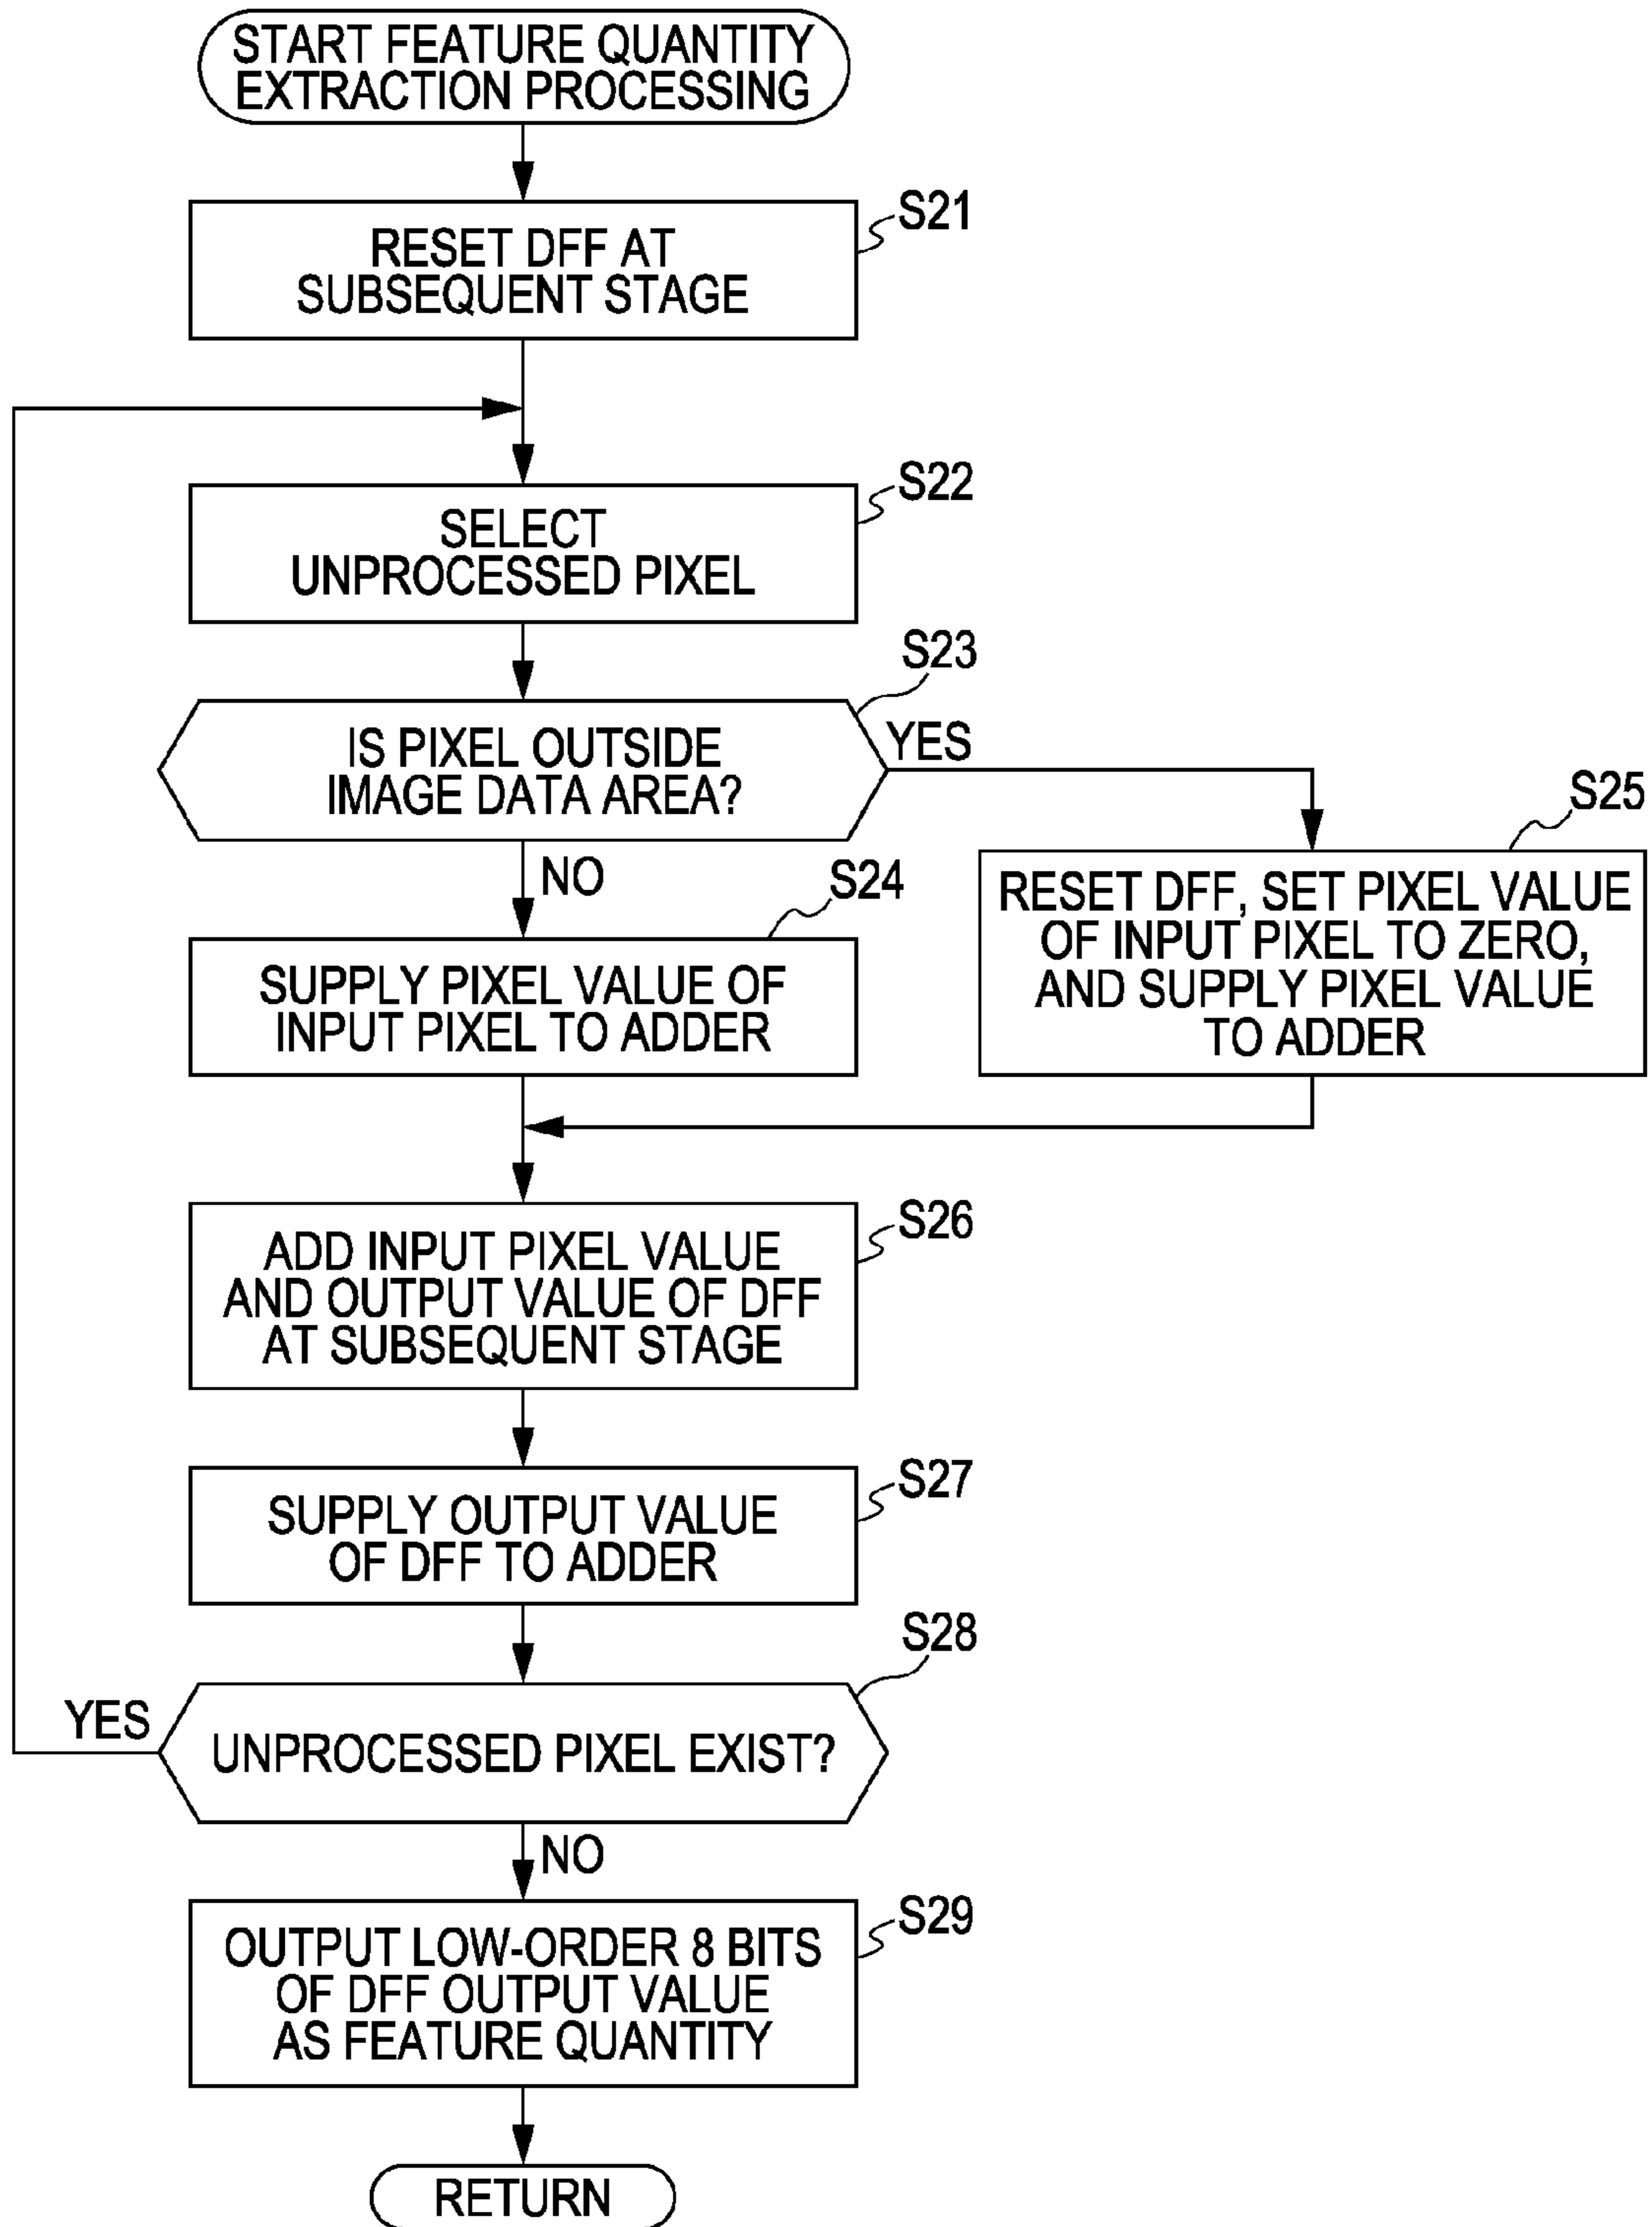 START FEATURE QUANTITY
EXTRACTION PROCESSING
S21
RESET DFF AT
SUBSEQUENT STAGE
S22
SELECT
UNPROCESSED PIXEL
S23
IS PIXEL OUTSIDE
IMAGE DATA AREA?
YES
NO
S24
SUPPLY PIXEL VALUE OF
INPUT PIXEL TO ADDER
S25
RESET DFF, SET PIXEL VALUE
OF INPUT PIXEL TO ZERO,
AND SUPPLY PIXEL VALUE
TO ADDER
S26
ADD INPUT PIXEL VALUE
AND OUTPUT VALUE OF DFF
AT SUBSEQUENT STAGE
S27
SUPPLY OUTPUT VALUE
OF DFF TO ADDER
S28
YES
UNPROCESSED PIXEL EXIST?
NO
S29
OUTPUT LOW-ORDER 8 BITS
OF DFF OUTPUT VALUE
AS FEATURE QUANTITY
RETURN